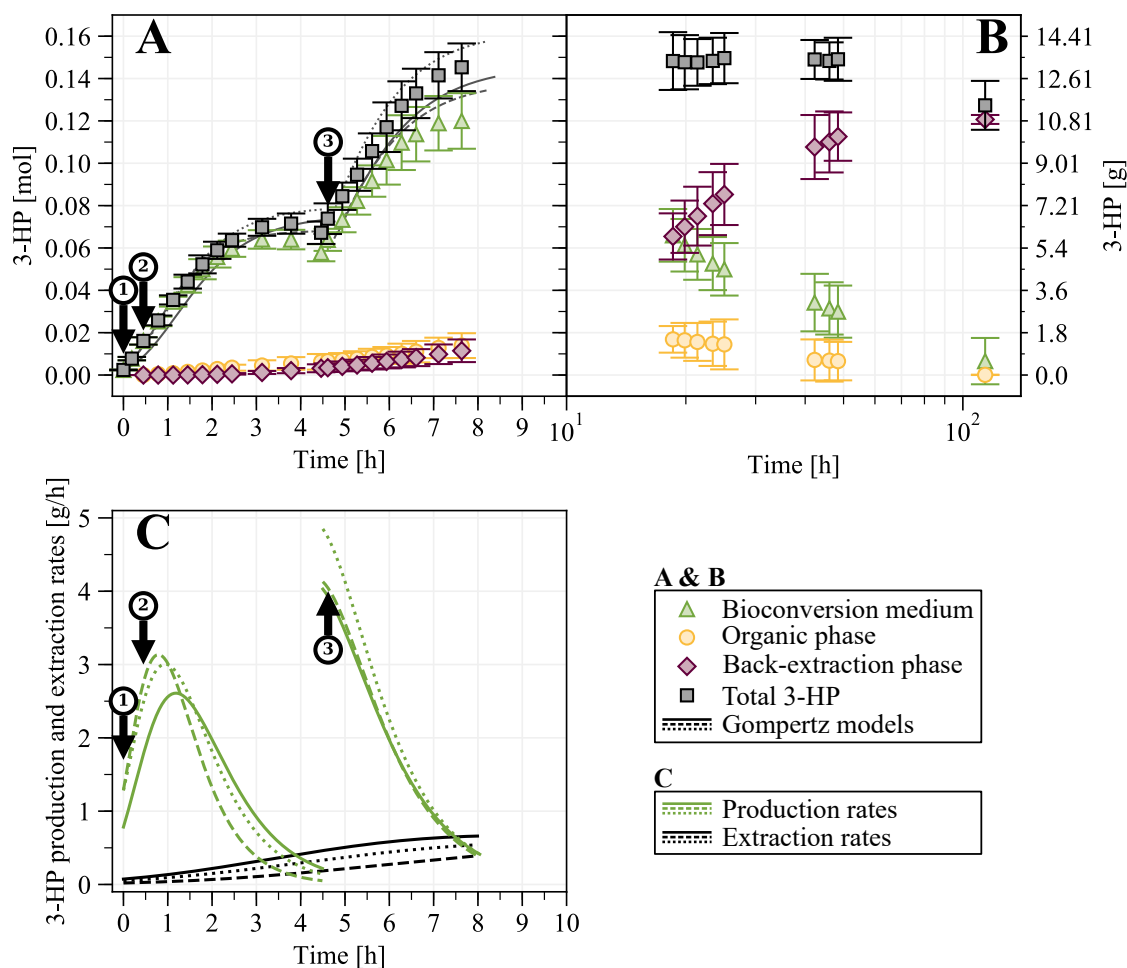 A
B
0.16
0.14
0.12
0.10
0.08
0.06
0.04
0.02
0.00
3-HP [mol]
1
2
3
0 1 2 3 4 5 6 7 8 9 10¹ 10²
Time [h]
Time [h]
14.41
12.61
10.81
9.01
7.21
5.4
3.6
1.8
0.0
3-HP [g]
C
5
4
3
2
1
0
3-HP production and extraction rates [g/h]
1
2
3
0 1 2 3 4 5 6 7 8 9 10
Time [h]
A & B
Bioconversion medium
Organic phase
Back-extraction phase
Total 3-HP
Gompertz models
C
Production rates
Extraction rates